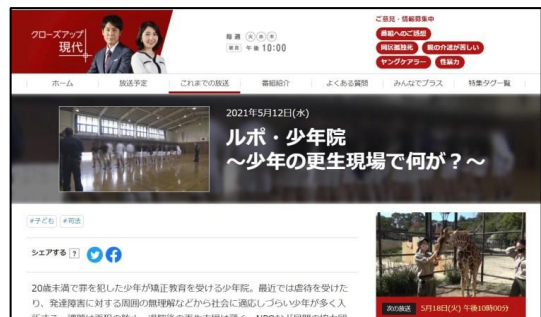 クローズアップ
現代
毎週 火 水 木
総合 午後10:00
ご意見・情報募集中
番組へのご感想
同居孤独死
親の介護が苦しい
ヤングケアラー
性暴力
ホーム
放送予定
これまでの放送
番組紹介
よくある質問
みんなでプラス
特集タグ一覧
2021年5月12日(水)
ルポ・少年院
～少年の更生現場で何が？～
#子ども #司法
シェアする ?
20歳未満で罪を犯した少年が矯正教育を受ける少年院。最近では虐待を受けた
り、発達障害に対する周囲の無理解などから社会に適応しづらい少年が多く入
次の放送 5月18日(火) 午後10時00分